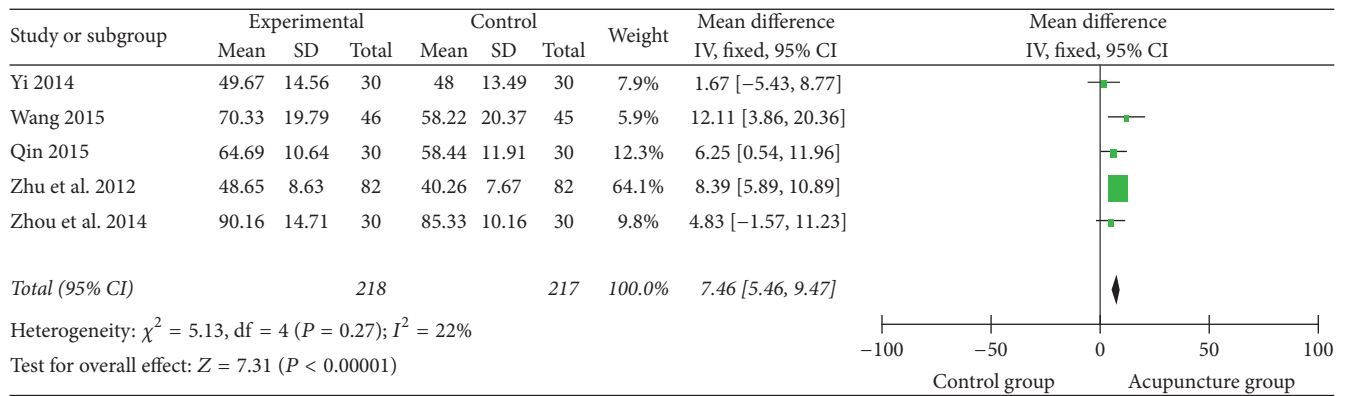 Study or subgroup Experimental Control Weight Mean difference Mean difference
Mean SD Total Mean SD Total IV, fixed, 95% CI IV, fixed, 95% CI
Yi 2014 49.67 14.56 30 48 13.49 30 7.9% 1.67 [−5.43, 8.77]
Wang 2015 70.33 19.79 46 58.22 20.37 45 5.9% 12.11 [3.86, 20.36]
Qin 2015 64.69 10.64 30 58.44 11.91 30 12.3% 6.25 [0.54, 11.96]
Zhu et al. 2012 48.65 8.63 82 40.26 7.67 82 64.1% 8.39 [5.89, 10.89]
Zhou et al. 2014 90.16 14.71 30 85.33 10.16 30 9.8% 4.83 [−1.57, 11.23]
Total (95% CI) 218 217 100.0% 7.46 [5.46, 9.47]
Heterogeneity: χ² = 5.13, df = 4 (P = 0.27); I² = 22%
Test for overall effect: Z = 7.31 (P < 0.00001)
−100 −50 0 50 100
Control group Acupuncture group